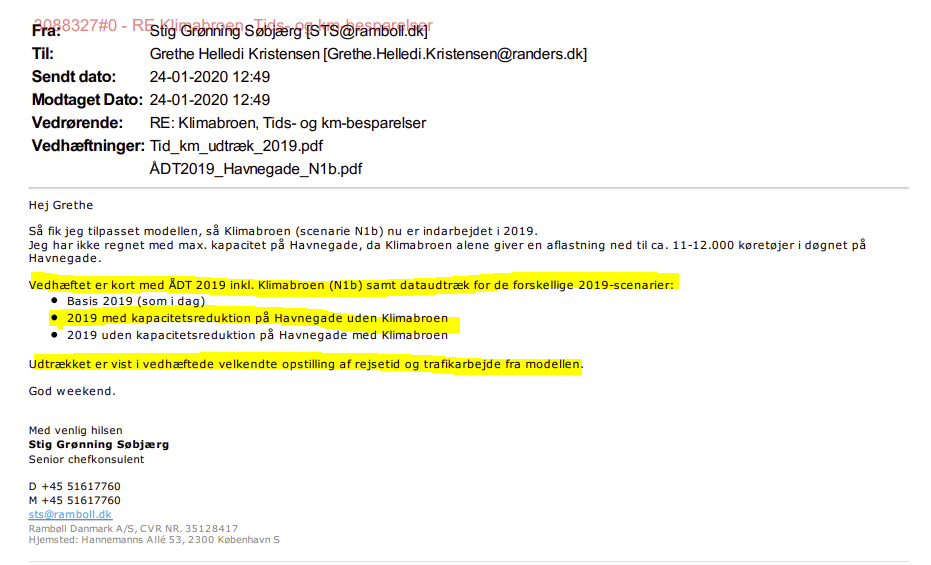 3088327#0 - RE Klimabroen, Tids- og km-besparelser
Fra: Stig Grønning Søbjærg [STS@ramboll.dk]
Til: Grethe Helledi Kristensen [Grethe.Helledi.Kristensen@randers.dk]
Sendt dato: 24-01-2020 12:49
Modtaget Dato: 24-01-2020 12:49
Vedrørende: RE: Klimabroen, Tids- og km-besparelser
Vedhæftninger: Tid_km_udtræk_2019.pdf
ÅDT2019_Havnegade_N1b.pdf
Hej Grethe
Så fik jeg tilpasset modellen, så Klimabroen (scenarie N1b) nu er indarbejdet i 2019.
Jeg har ikke regnet med max. kapacitet på Havnegade, da Klimabroen alene giver en aflastning ned til ca. 11-12.000 køretøjer i døgnet på
Havnegade.
Vedhæftet er kort med ÅDT 2019 inkl. Klimabroen (N1b) samt dataudtræk for de forskellige 2019-scenarier:
● Basis 2019 (som i dag)
● 2019 med kapacitetsreduktion på Havnegade uden Klimabroen
● 2019 uden kapacitetsreduktion på Havnegade med Klimabroen
Udtrækket er vist i vedhæftede velkendte opstilling af rejsetid og trafikarbejde fra modellen.
God weekend.
Med venlig hilsen
Stig Grønning Søbjærg
Senior chefkonsulent
D +45 51617760
M +45 51617760
sts@ramboll.dk
Rambøll Danmark A/S, CVR NR. 35128417
Hjemsted: Hannemanns Allé 53, 2300 København S